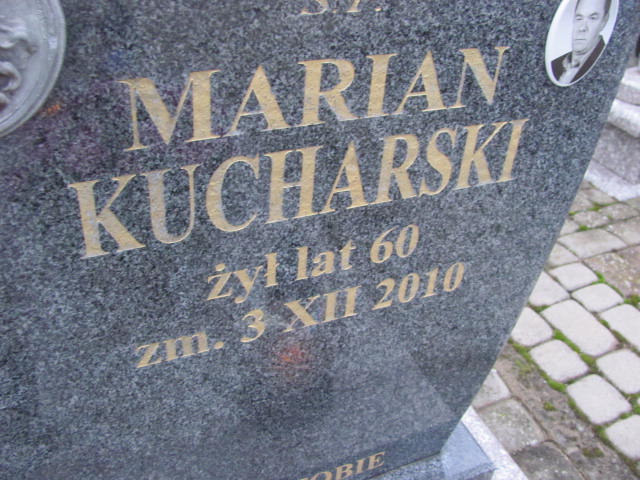 Ś.P.
MARIAN
KUCHARSKI
żył lat 60
zm. 3 XII 2010